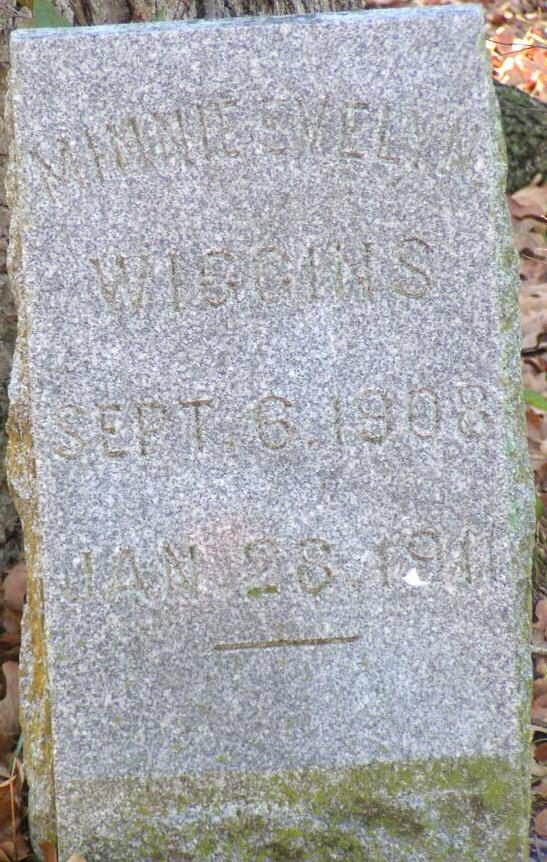 MINNIE EVELYN
WIGGINS
SEPT. 6. 1908
JAN. 28. 1911